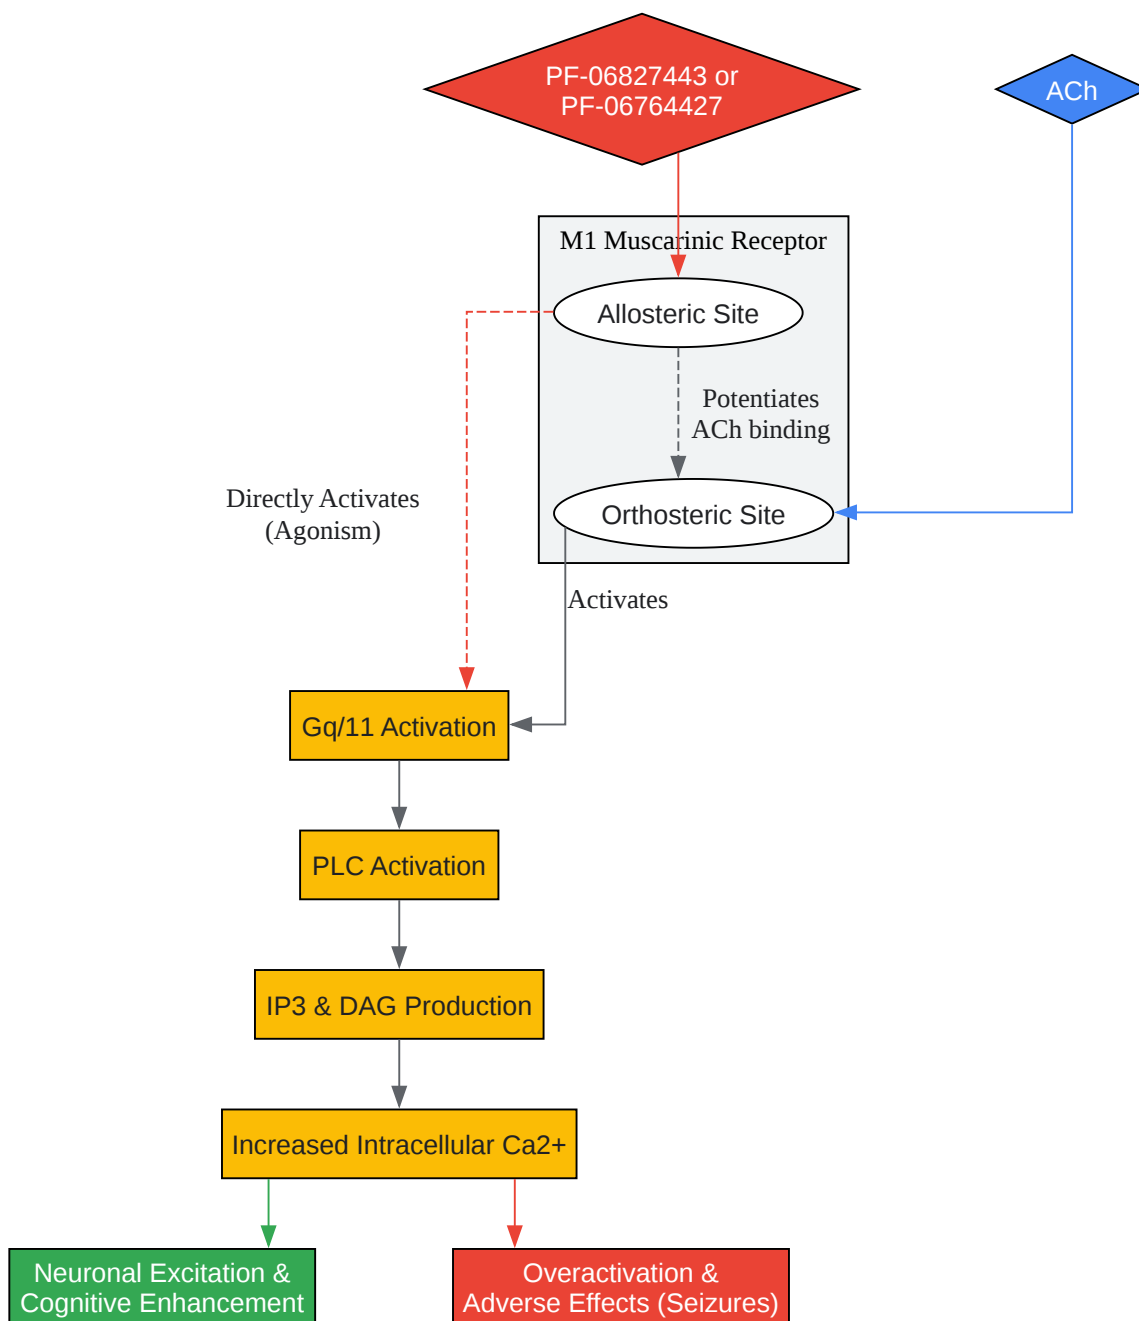 PF-06827443 or
PF-06764427
ACh
M1 Muscarinic Receptor
Allosteric Site
Potentiates
ACh binding
Directly Activates
(Agonism)
Orthosteric Site
Activates
Gq/11 Activation
PLC Activation
IP3 & DAG Production
Increased Intracellular Ca2+
Neuronal Excitation &
Cognitive Enhancement
Overactivation &
Adverse Effects (Seizures)